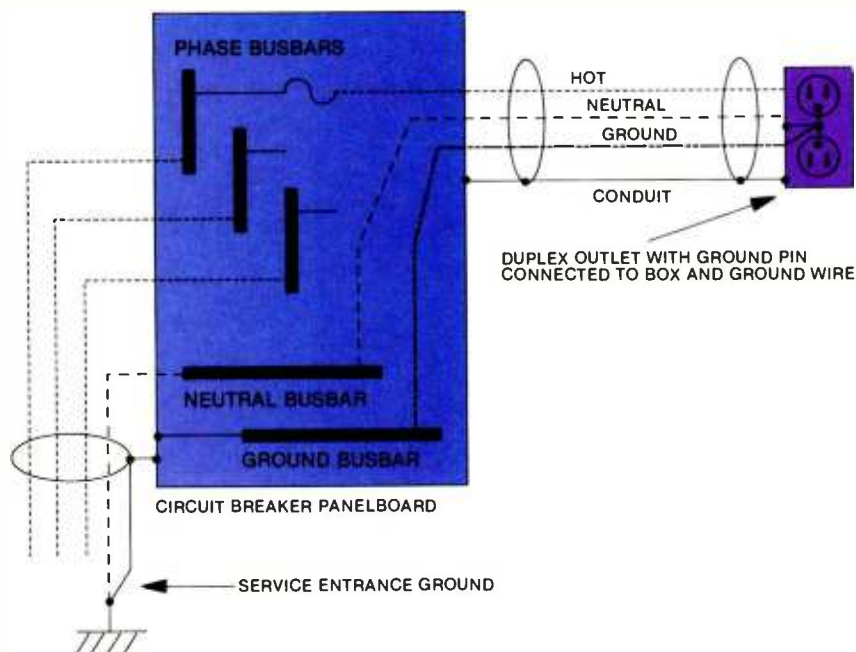 PHASE BUSBARS
HOT
NEUTRAL
GROUND
CONDUIT
DUPLEX OUTLET WITH GROUND PIN
CONNECTED TO BOX AND GROUND WIRE
NEUTRAL BUSBAR
GROUND BUSBAR
CIRCUIT BREAKER PANELBOARD
SERVICE ENTRANCE GROUND